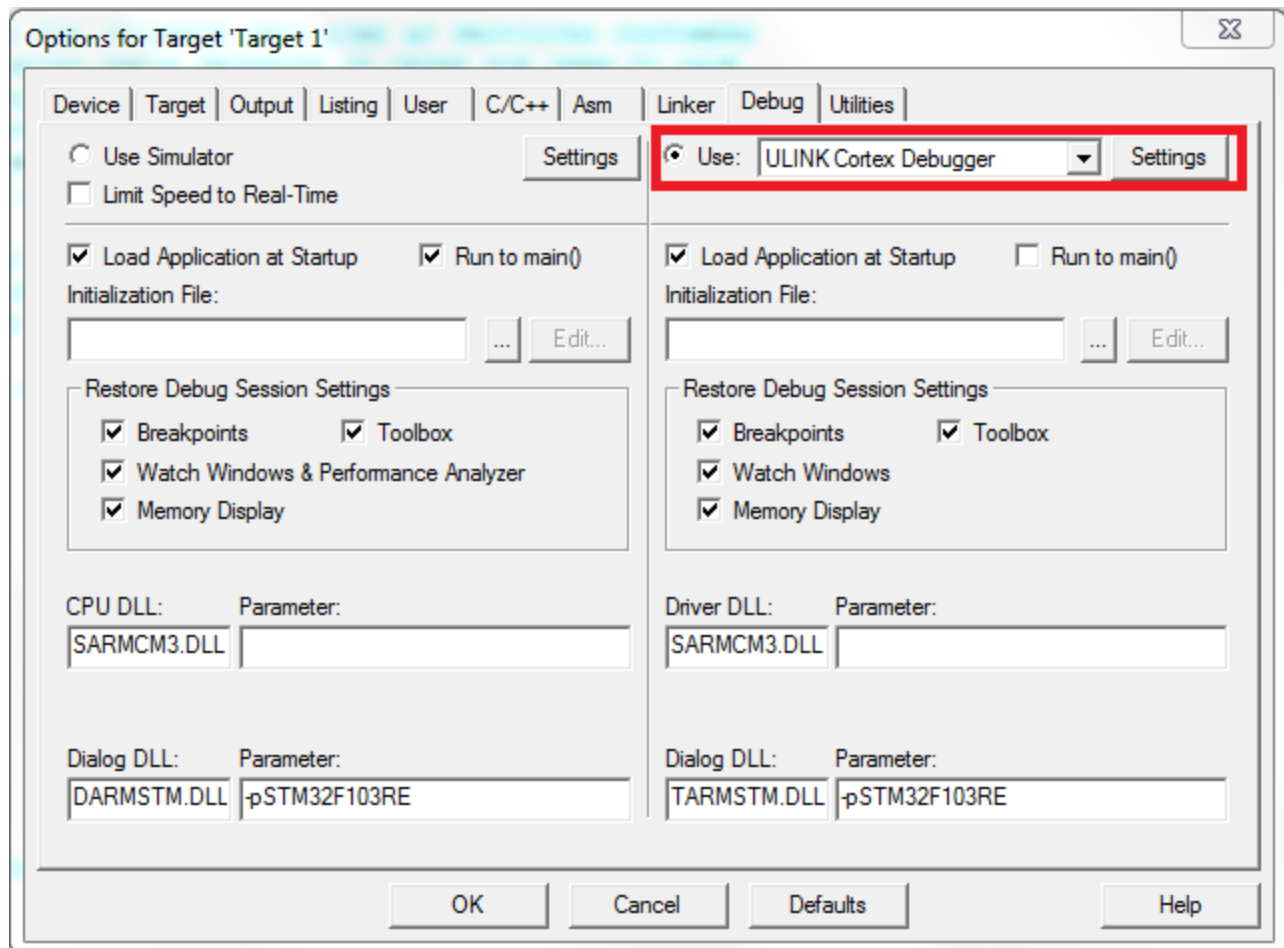 Options for Target 'Target 1'
Device Target Output Listing User C/C++ Asm Linker Debug Utilities
Use Simulator Settings Use: ULINK Cortex Debugger Settings
Limit Speed to Real-Time
Load Application at Startup Run to main() Load Application at Startup Run to main()
Initialization File: Initialization File:
... Edit... ... Edit...
Restore Debug Session Settings Restore Debug Session Settings
Breakpoints Toolbox Breakpoints Toolbox
Watch Windows & Performance Analyzer Watch Windows
Memory Display Memory Display
CPU DLL: Parameter: Driver DLL: Parameter:
SARMCM3.DLL SARMCM3.DLL
Dialog DLL: Parameter: Dialog DLL: Parameter:
DARMSTM.DLL -pSTM32F103RE TARMSTM.DLL -pSTM32F103RE
OK Cancel Defaults Help